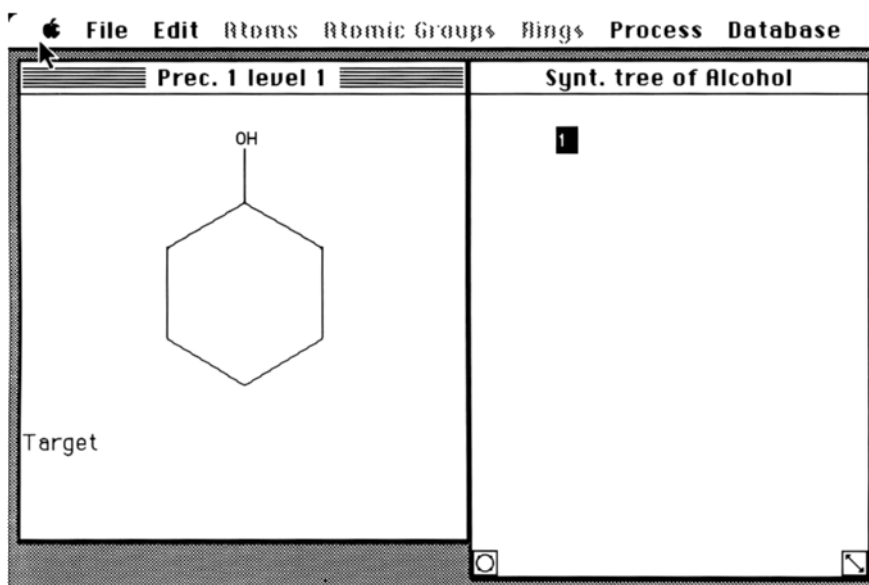 File Edit Atoms Atomic Groups Rings Process Database
Prec. 1 level 1
Synt. tree of Alcohol
1
OH
Target